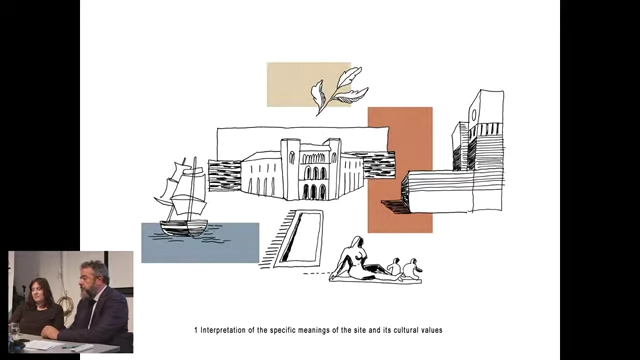 1 Interpretation of the specific meanings of the site and its cultural values